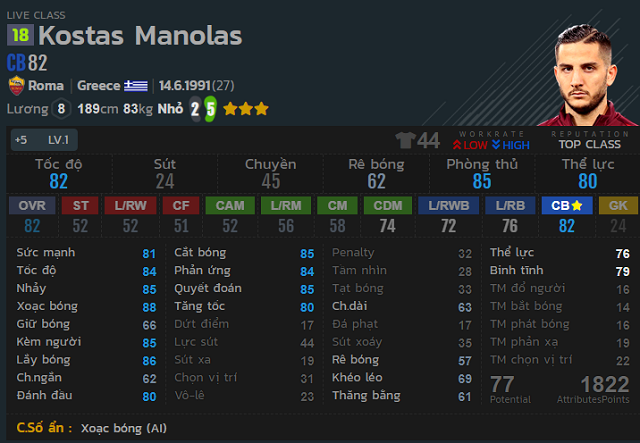 LIVE CLASS
18 Kostas Manolas
CB 82
Roma Greece 14.6.1991 (27)
Lương 8 189cm 83kg Nhỏ 2 5
+5 LV.1 44 WORKRATE LOW HIGH REPUTATION TOP CLASS
Tốc độ Sút Chuyền Rê bóng Phòng thủ Thể lực
82 24 45 62 85 80
OVR ST L/RW CF CAM L/RM CM CDM L/RWB L/RB CB GK
82 52 52 51 52 56 58 74 72 76 82 24
Sức mạnh 81 Cắt bóng 85 Penalty 32 Thể lực 76
Tốc độ 84 Phản ứng 84 Tầm nhìn 28 Bình tĩnh 79
Nhảy 85 Quyết đoán 85 Tạt bóng 33 TM đổ người 16
Xoạc bóng 88 Tăng tốc 80 Ch.dài 63 TM bắt bóng 14
Giữ bóng 66 Dứt điểm 17 Đá phạt 17 TM phát bóng 16
Kèm người 85 Lực sút 44 Sút xoáy 35 TM phản xạ 19
Lấy bóng 86 Sút xa 19 Rê bóng 57 TM chọn vị trí 22
Ch.ngắn 62 Chọn vị trí 31 Khéo léo 69
Đánh đầu 80 Vô-lê 23 Thăng bằng 61
77 Potential 1822 AttributesPoints
C.Số ẩn : Xoạc bóng (AI)